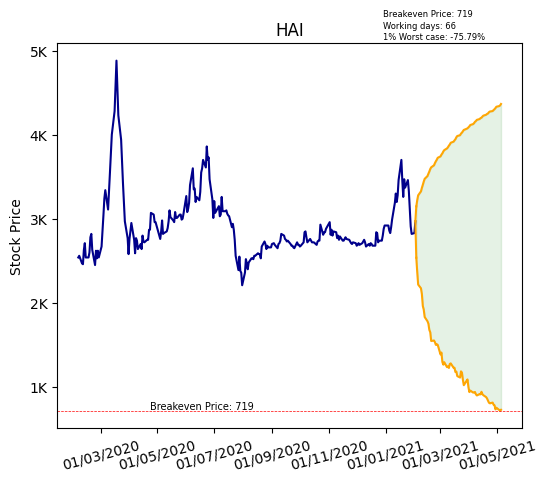 Breakeven Price: 719
Working days: 66
1% Worst case: -75.79%
HAI
5K
4K
3K
2K
1K
Stock Price
Breakeven Price: 719
01/03/2020
01/05/2020
01/07/2020
01/09/2020
01/11/2020
01/01/2021
01/03/2021
01/05/2021